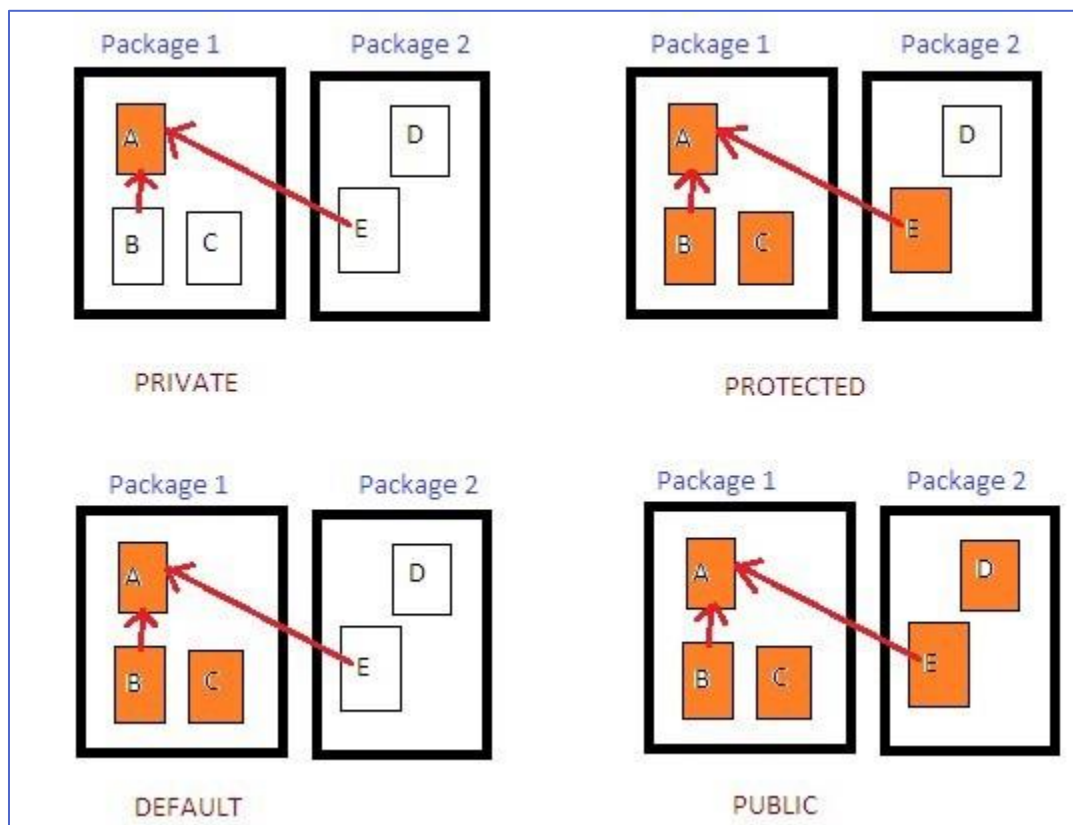 Package 1 Package 2 Package 1 Package 2
A D A D
B C E B C E
PRIVATE PROTECTED
Package 1 Package 2 Package 1 Package 2
A D A D
B C E B C E
DEFAULT PUBLIC